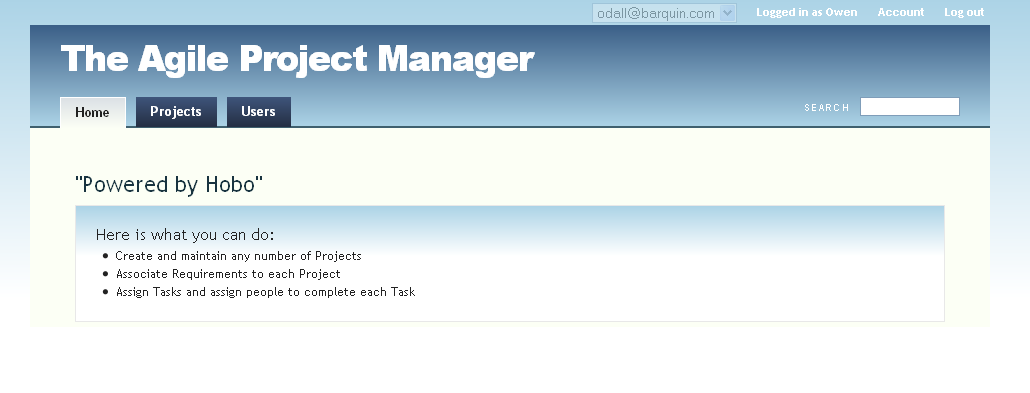 odall@barquin.com Logged in as Owen Account Log out
The Agile Project Manager
Home Projects Users SEARCH
"Powered by Hobo"
Here is what you can do:
Create and maintain any number of Projects
Associate Requirements to each Project
Assign Tasks and assign people to complete each Task